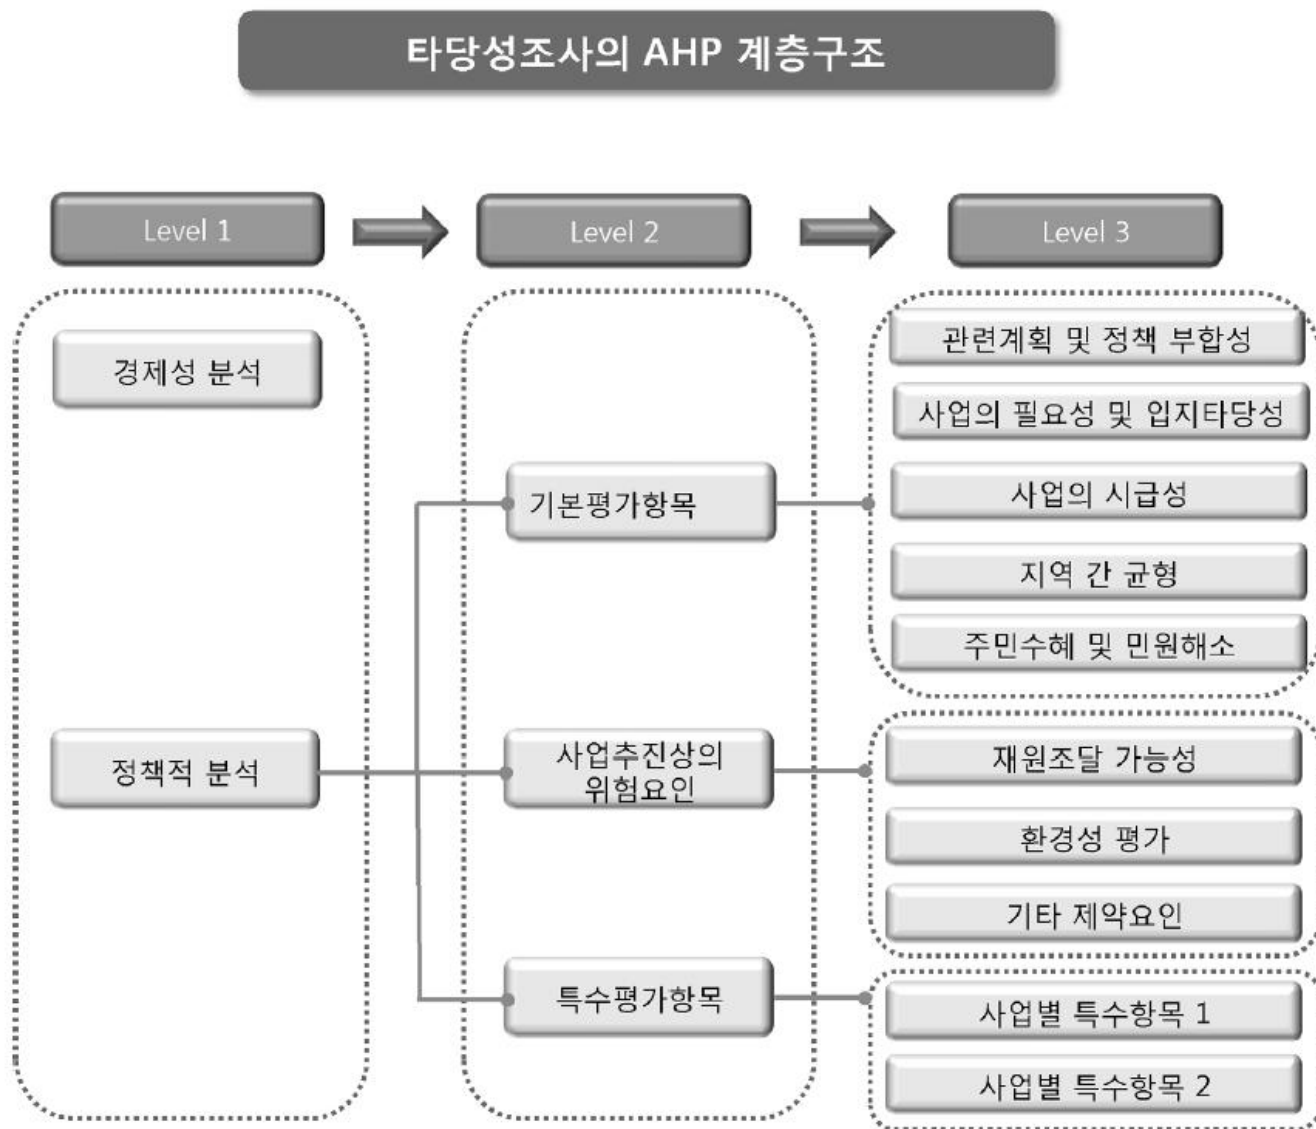 타당성조사의 AHP 계층구조
Level 1
Level 2
Level 3
경제성 분석
정책적 분석
기본평가항목
사업추진상의
위험요인
특수평가항목
관련계획 및 정책 부합성
사업의 필요성 및 입지타당성
사업의 시급성
지역 간 균형
주민수혜 및 민원해소
재원조달 가능성
환경성 평가
기타 제약요인
사업별 특수항목 1
사업별 특수항목 2